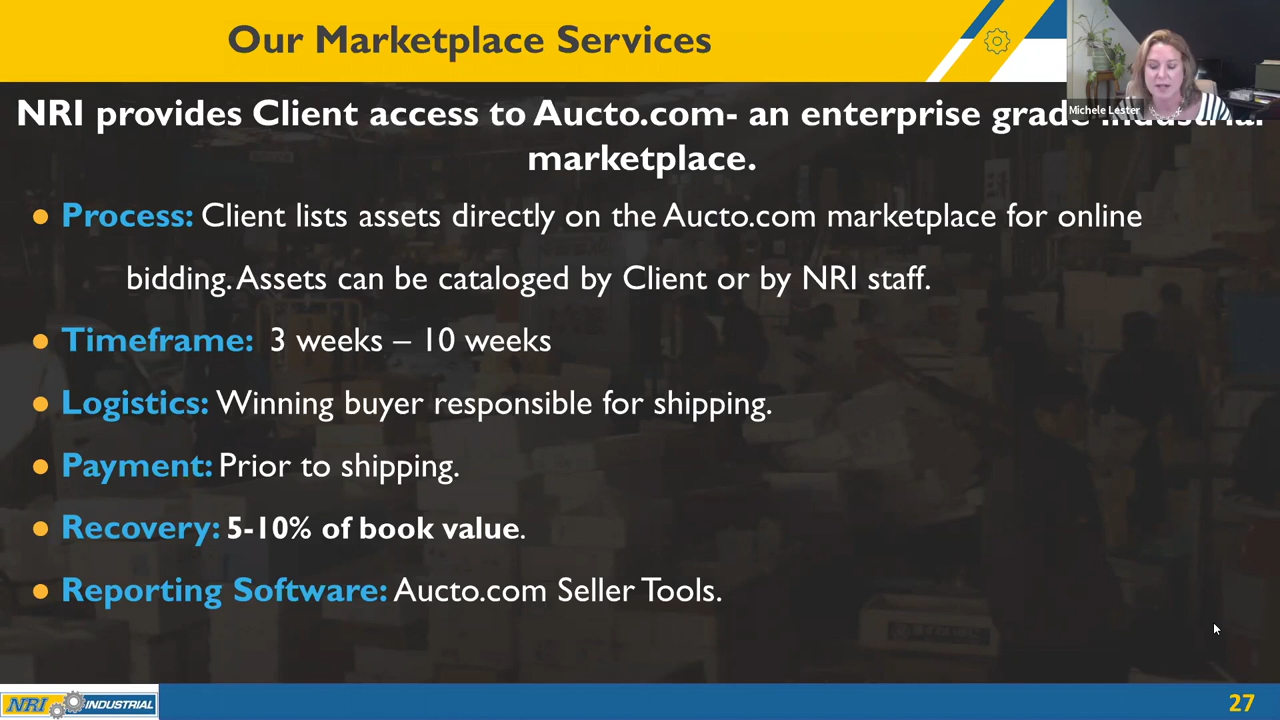 Our Marketplace Services
Michele Lester
NRI provides Client access to Aucto.com- an enterprise grade industrial
marketplace.
● Process: Client lists assets directly on the Aucto.com marketplace for online
bidding. Assets can be cataloged by Client or by NRI staff.
● Timeframe: 3 weeks – 10 weeks
● Logistics: Winning buyer responsible for shipping.
● Payment: Prior to shipping.
● Recovery: 5-10% of book value.
● Reporting Software: Aucto.com Seller Tools.
NRI INDUSTRIAL
27